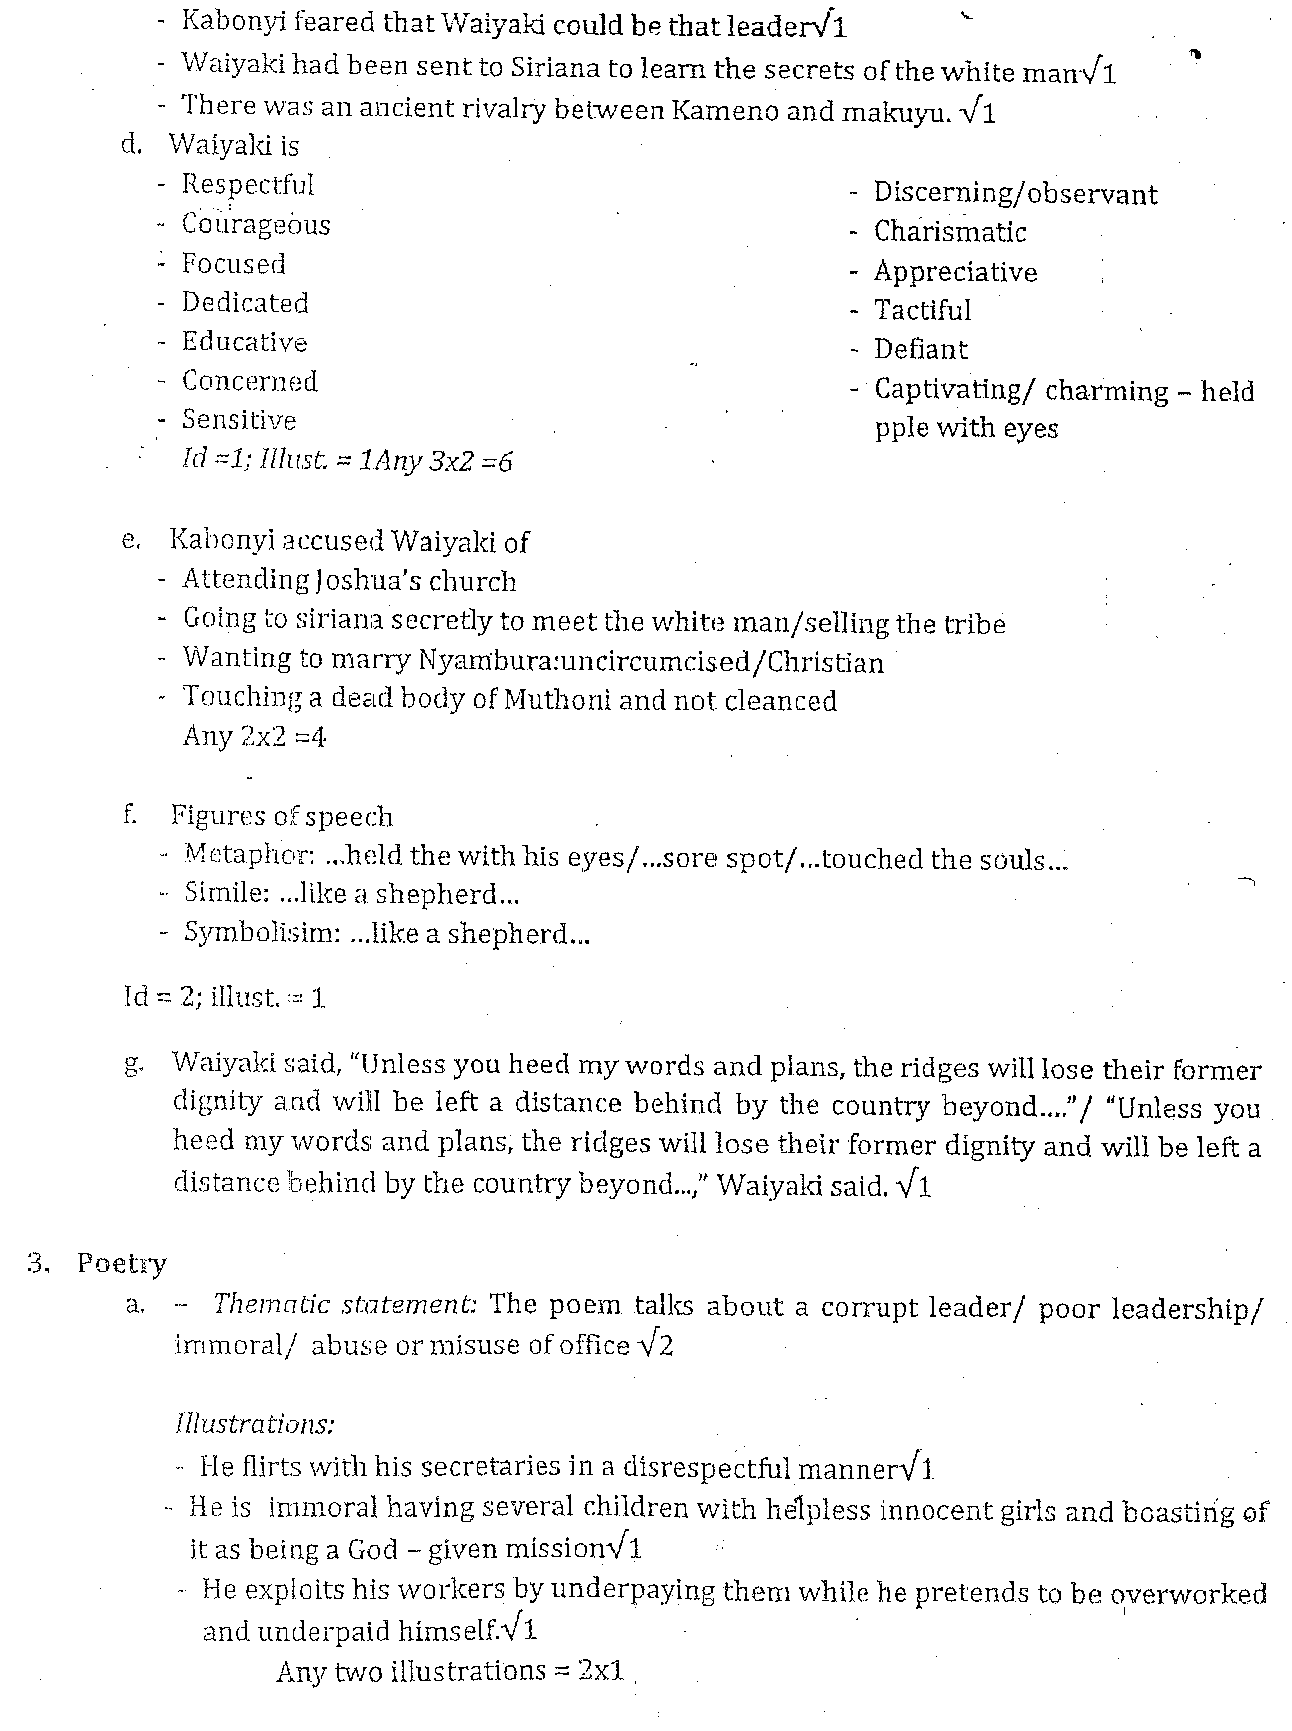 - Kabonyi feared that Waiyaki could be that leader√1
- Waiyaki had been sent to Siriana to learn the secrets of the white man√1
- There was an ancient rivalry between Kameno and makuyu. √1
d. Waiyaki is
- Respectful
- Courageous
- Focused
- Dedicated
- Educative
- Concerned
- Sensitive
Id =1; Illust. = 1Any 3x2 =6
- Discerning/observant
- Charismatic
- Appreciative
- Tactiful
- Defiant
- Captivating/ charming – held
pple with eyes
e. Kabonyi accused Waiyaki of
- Attending Joshua's church
- Going to siriana secretly to meet the white man/selling the tribe
- Wanting to marry Nyambura:uncircumcised/Christian
- Touching a dead body of Muthoni and not cleanced
Any 2x2 =4
f. Figures of speech
- Metaphor: ...held the with his eyes/...sore spot/...touched the souls...
- Simile: ...like a shepherd...
- Symbolisim: ...like a shepherd...
Id = 2; illust. = 1
g. Waiyaki said, “Unless you heed my words and plans, the ridges will lose their former
dignity and will be left a distance behind by the country beyond....”/ “Unless you
heed my words and plans, the ridges will lose their former dignity and will be left a
distance behind by the country beyond...,” Waiyaki said. √1
3. Poetry
a. – Thematic statement: The poem talks about a corrupt leader/ poor leadership/
immoral/ abuse or misuse of office √2
Illustrations:
- He flirts with his secretaries in a disrespectful manner√1
- He is immoral having several children with helpless innocent girls and boasting of
it as being a God – given mission√1
- He exploits his workers by underpaying them while he pretends to be overworked
and underpaid himself.√1
Any two illustrations = 2x1